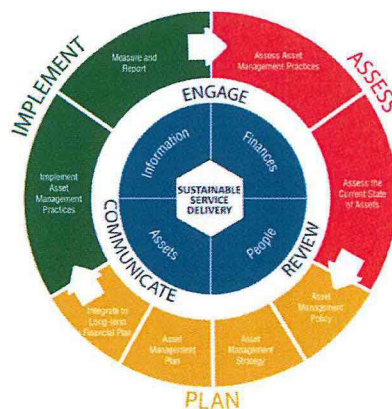 IMPLEMENT
ASSESS
PLAN
Measure and
Report
Assess Asset
Management Practices
Assess the
Current State
of Assets
Asset
Management
Policy
Asset
Management
Strategy
Asset
Management
Plan
Integrate to
Long-term
Financial Plan
Implement
Asset
Management
Practices
ENGAGE
REVIEW
COMMUNICATE
Information
Finances
People
Assets
SUSTAINABLE
SERVICE
DELIVERY